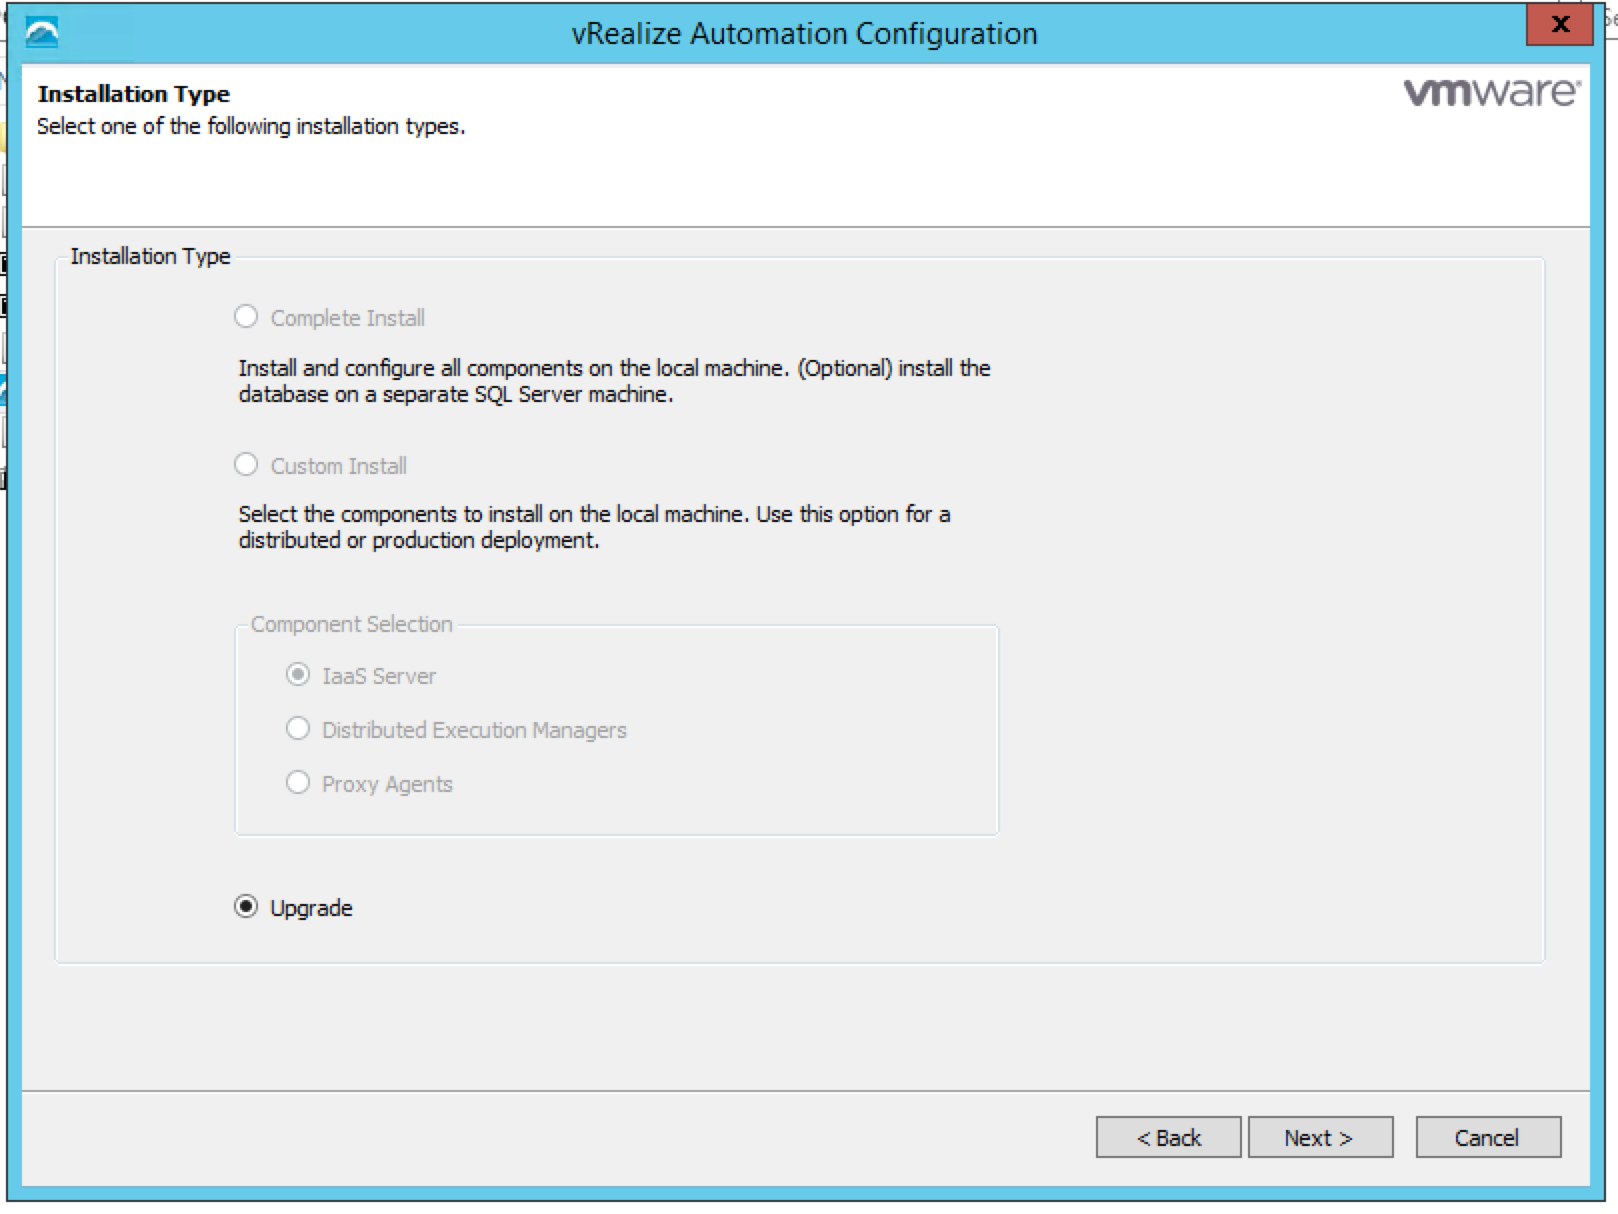 vRealize Automation Configuration
x
Installation Type
vmware
Select one of the following installation types.
Installation Type
Complete Install
Install and configure all components on the local machine. (Optional) install the
database on a separate SQL Server machine.
Custom Install
Select the components to install on the local machine. Use this option for a
distributed or production deployment.
Component Selection
IaaS Server
Distributed Execution Managers
Proxy Agents
Upgrade
< Back
Next >
Cancel